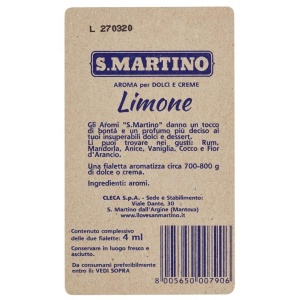 L 270320
S.MARTINO
AROMA PER DOLCI E CREME
Limone
Gli Aromi "S.Martino" danno un tocco
di bontà e un profumo più deciso ai
tuoi insuperabili dolci e dessert.
Li puoi trovare nei gusti: Rum,
Mandorla, Anice, Vaniglia, Cocco e Fior
d'Arancio.
Una fialetta aromatizza circa 700-800 g
di dolce o crema.
Ingredienti: aromi.
CLECA S.p.A. - Sede e Stabilimento:
Viale Dante, 30
S. Martino dall'Argine (Mantova)
www.ilovesanmartino.it
Contenuto complessivo
delle due fialette: 4 ml
Conservare in luogo fresco e
asciutto.
Da consumarsi preferibilmente
entro il: VEDI SOPRA
8 005650 007906